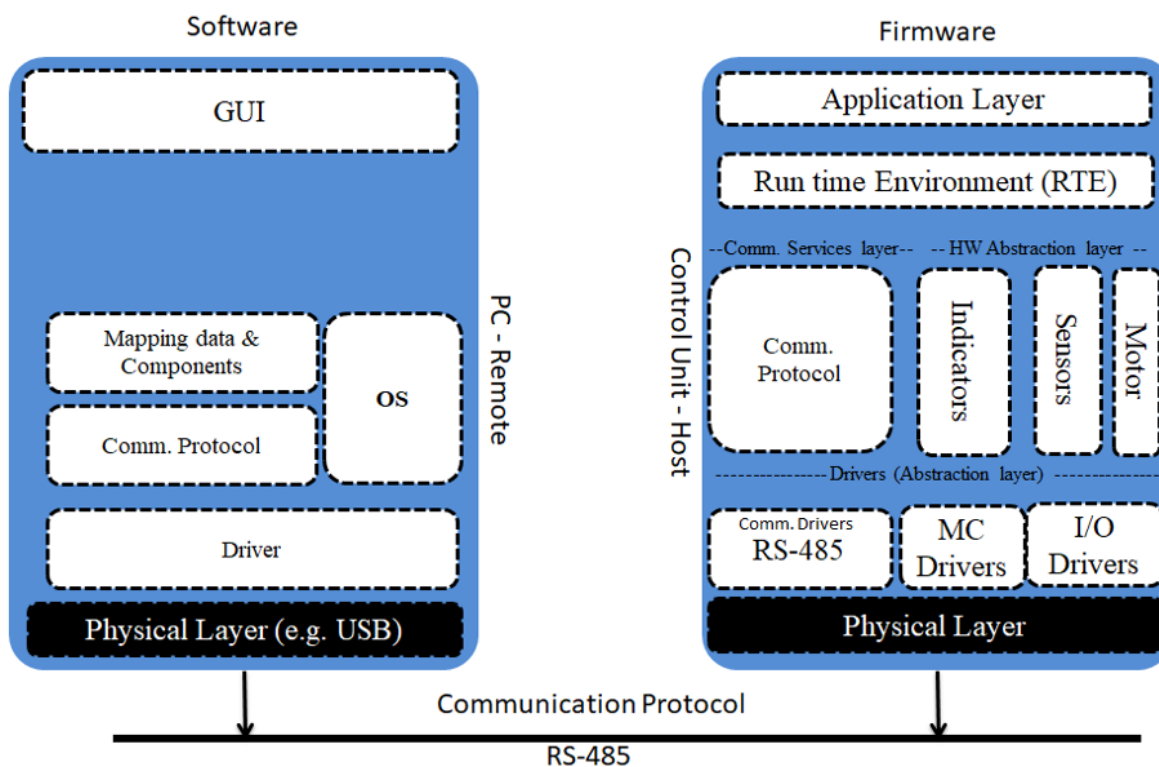 Software
GUI
Mapping data &
Components
OS
Comm. Protocol
Driver
Physical Layer (e.g. USB)
PC - Remote
Firmware
Application Layer
Run time Environment (RTE)
--Comm. Services layer-- -- HW Abstraction layer --
Comm.
Protocol
Indicators
Sensors
Motor
Control Unit - Host
Drivers (Abstraction layer)
Comm. Drivers
RS-485
MC
Drivers
I/O
Drivers
Physical Layer
Communication Protocol
RS-485